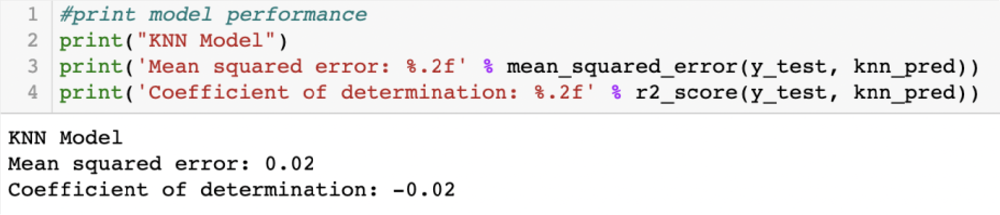 1 #print model performance
2 print("KNN Model")
3 print('Mean squared error: %.2f' % mean_squared_error(y_test, knn_pred))
4 print('Coefficient of determination: %.2f' % r2_score(y_test, knn_pred))
KNN Model
Mean squared error: 0.02
Coefficient of determination: -0.02